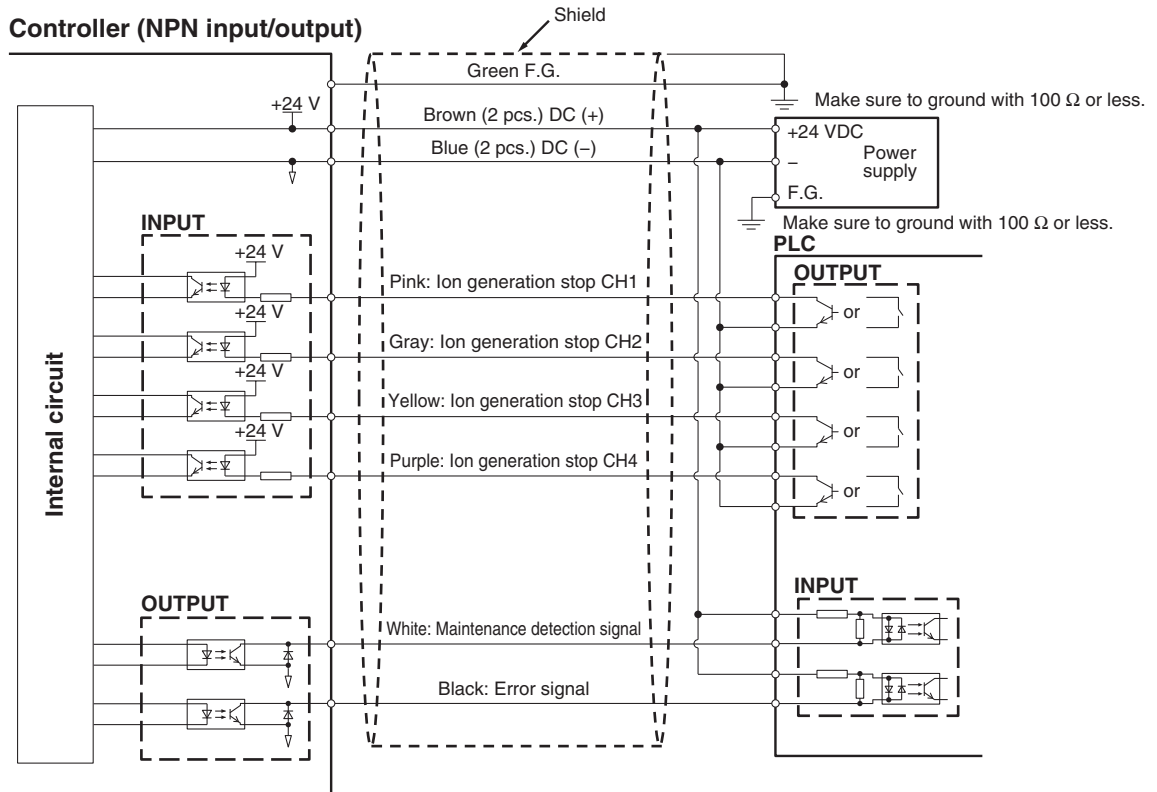 Shield
Controller (NPN input/output)
Green F.G.
Make sure to ground with 100 Ω or less.
+24 V
Brown (2 pcs.) DC (+)
+24 VDC
Blue (2 pcs.) DC (−)
−
Power
supply
F.G.
Make sure to ground with 100 Ω or less.
INPUT
PLC
+24 V
OUTPUT
Pink: Ion generation stop CH1
or
+24 V
Gray: Ion generation stop CH2
or
+24 V
Yellow: Ion generation stop CH3
or
+24 V
Purple: Ion generation stop CH4
or
Internal circuit
INPUT
OUTPUT
White: Maintenance detection signal
Black: Error signal